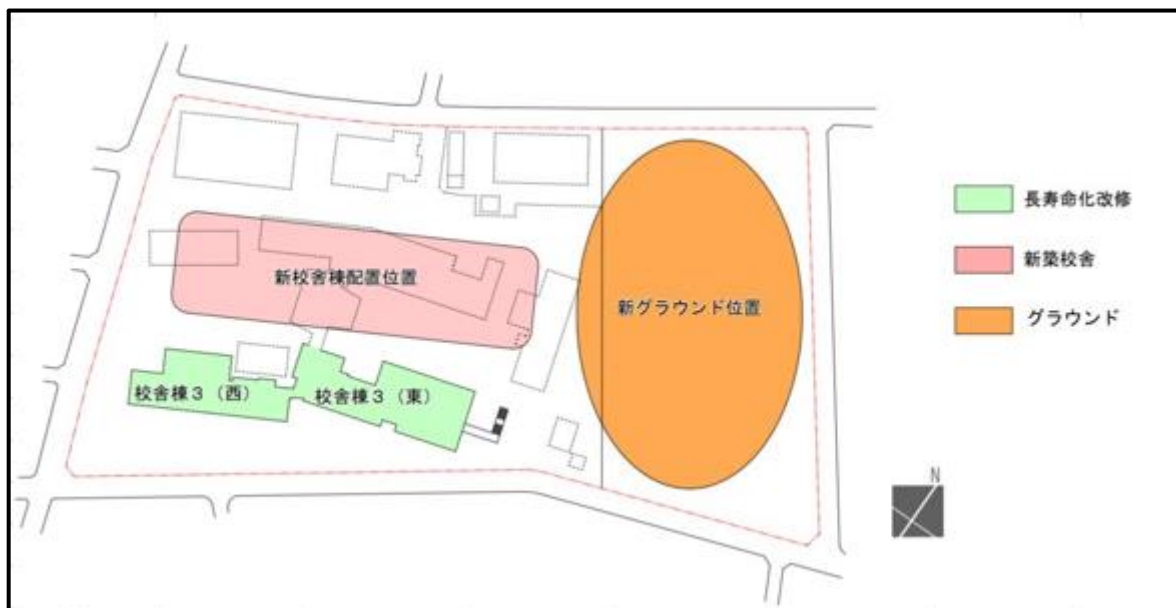 長寿命化改修
新築校舎
グラウンド
新校舎棟配置位置
新グラウンド位置
校舎棟3（西）
校舎棟3（東）
N